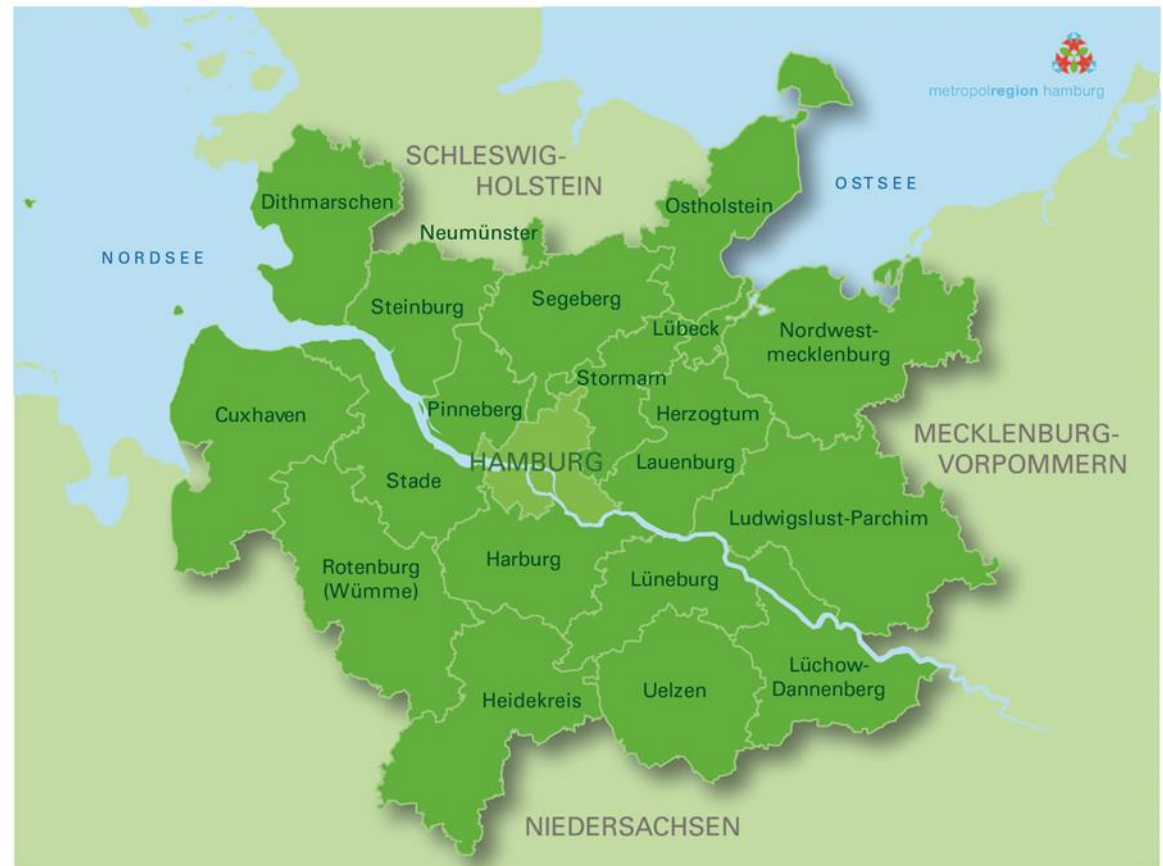 metropolregion hamburg
SCHLESWIG-
HOLSTEIN
OSTSEE
Dithmarschen
Ostholstein
Neumünster
NORDSEE
Steinburg
Segeberg
Lübeck
Nordwest-
mecklenburg
Stormarn
Cuxhaven
Pinneberg
Herzogtum
Lauenburg
MECKLENBURG-
VORPOMMERN
HAMBURG
Stade
Ludwigslust-Parchim
Harburg
Rotenburg
(Wümme)
Lüneburg
Lüchow-
Dannenberg
Heidekreis
Uelzen
NIEDERSACHSEN